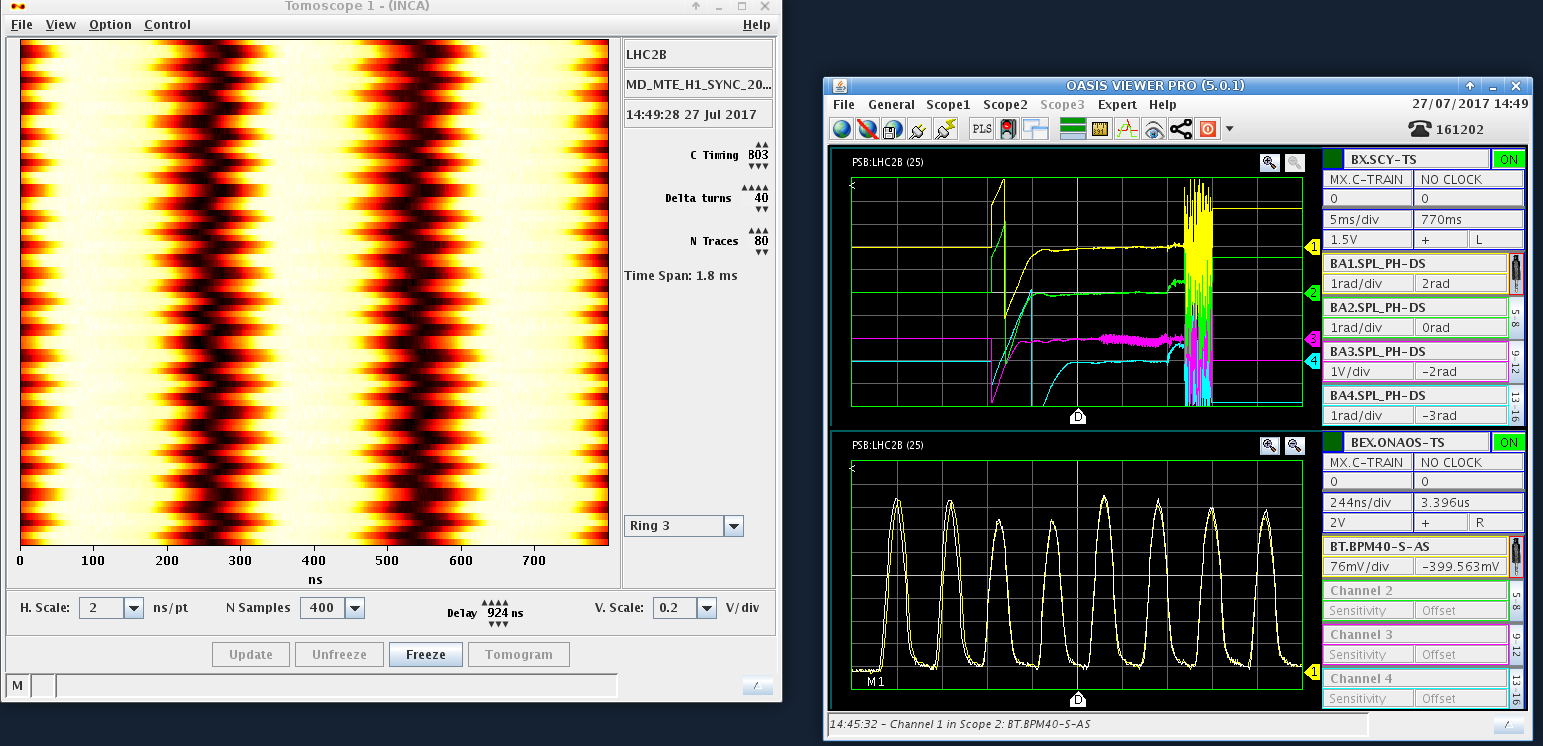 Tomoscope 1 - (INCA)
File View Option Control Help
LHC2B
MD_MTE_H1_SYNC_20...
14:49:28 27 Jul 2017
C Timing 803
Delta turns 40
N Traces 80
Time Span: 1.8 ms
Ring 3
0 100 200 300 400 500 600 700
ns
H. Scale: 2 ns/pt N Samples 400 Delay 924 ns V. Scale: 0.2 V/div
Update Unfreeze Freeze Tomogram
M
OASIS VIEWER PRO (5.0.1)
File General Scope1 Scope2 Scope3 Expert Help 27/07/2017 14:49
PLS 161202
PSB:LHC2B (25)
<
1
2
3
4
D
BX.SCY-TS ON
MX.C-TRAIN NO CLOCK
0 0
5ms/div 770ms
1.5V + L
BA1.SPL_PH-DS
1rad/div 2rad
BA2.SPL_PH-DS
1rad/div 0rad
5-8
BA3.SPL_PH-DS
1V/div -2rad
9-12
BA4.SPL_PH-DS
1rad/div -3rad
13-16
PSB:LHC2B (25)
<
1
M1
D
BEX.ONAOS-TS ON
MX.C-TRAIN NO CLOCK
0 0
244ns/div 3.396us
2V + R
BT.BPM40-S-AS
76mV/div -399.563mV
Channel 2
Sensitivity Offset
5-8
Channel 3
Sensitivity Offset
9-12
Channel 4
Sensitivity Offset
13-16
14:45:32 - Channel 1 in Scope 2: BT.BPM40-S-AS